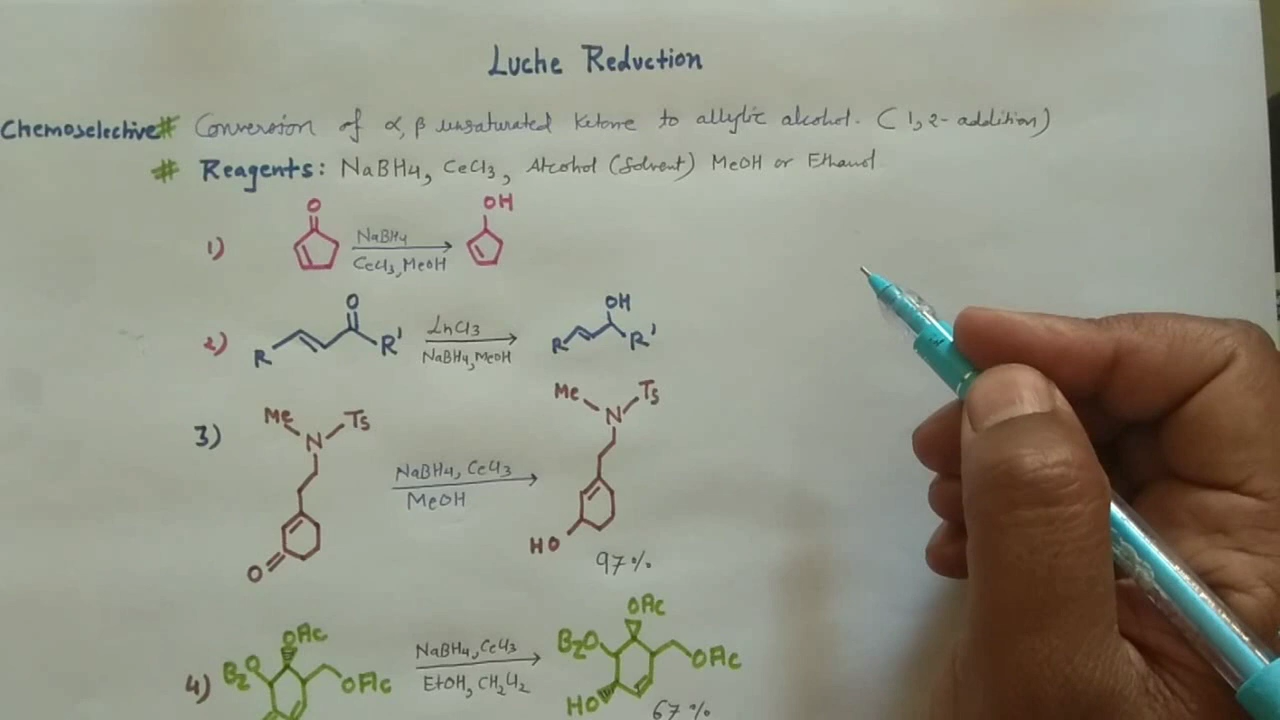 Luche Reduction
Chemoselective # Conversion of α, β unsaturated Ketone to allylic alcohol. (1,2-addition)
# Reagents: NaBH4, CeCl3, Alcohol (Solvent) MeOH or Ethanol
O OH
1) NaBH4
CeCl3, MeOH
O OH
2) LnCl3
R R' NaBH4, MeOH R R'
Me Ts
Me Ts N
3) N
NaBH4, CeCl3
MeOH
HO
O 97%
OAc
OAc NaBH4, CeCl3 BzO OAc
4) BzO OAc EtOH, CH2Cl2
HO 67%